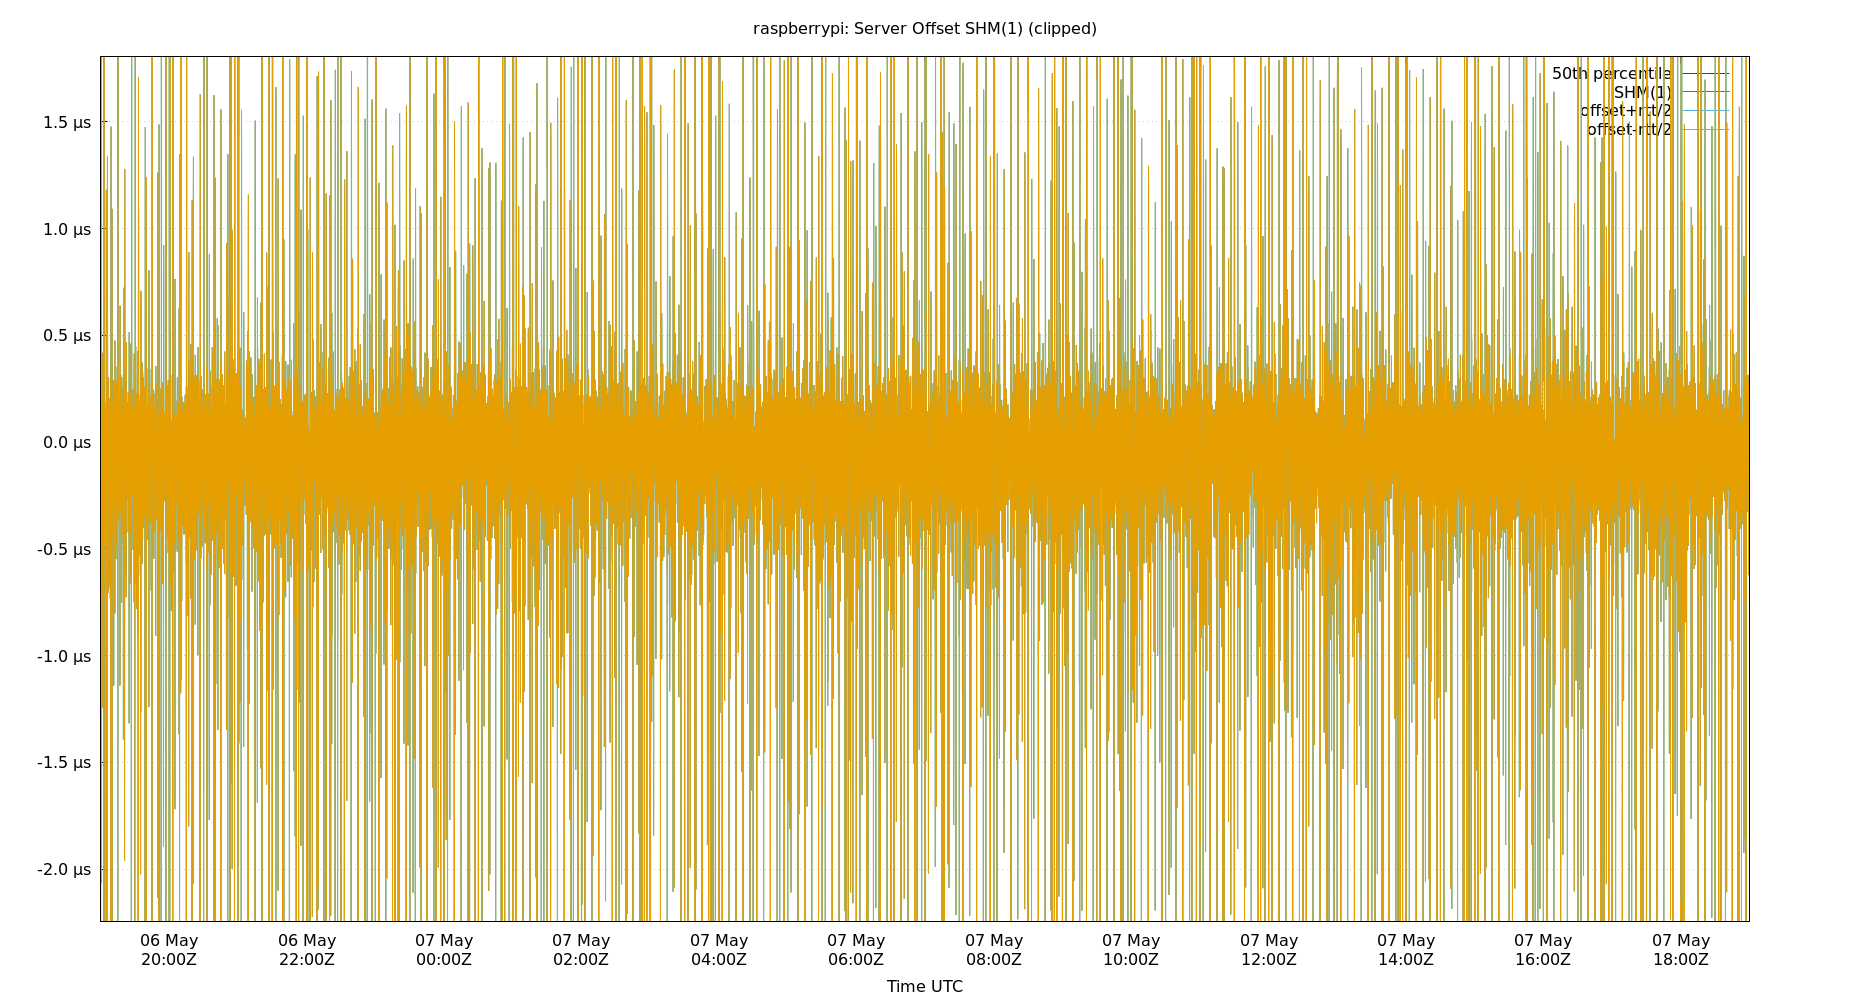 raspberrypi: Server Offset SHM(1) (clipped)
50th percentile
SHM(1)
offset+rtt/2
offset-rtt/2
1.5 µs
1.0 µs
0.5 µs
0.0 µs
-0.5 µs
-1.0 µs
-1.5 µs
-2.0 µs
06 May 06 May 07 May 07 May 07 May 07 May 07 May 07 May 07 May 07 May 07 May 07 May
20:00Z 22:00Z 00:00Z 02:00Z 04:00Z 06:00Z 08:00Z 10:00Z 12:00Z 14:00Z 16:00Z 18:00Z
Time UTC